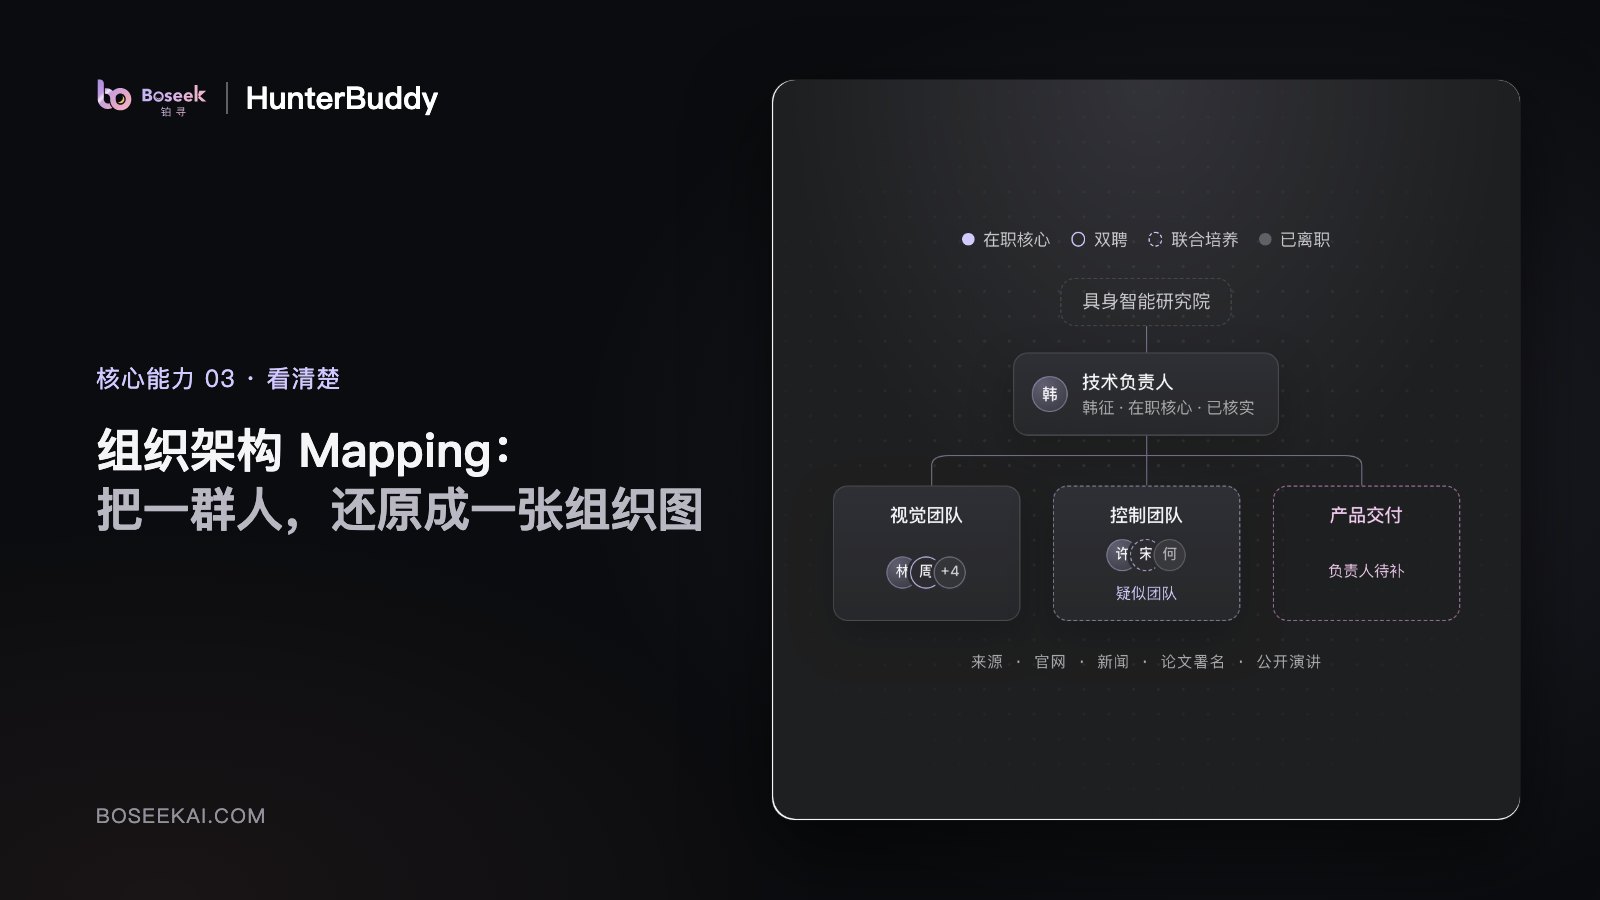 Boseek
铂寻
HunterBuddy
核心能力 03 · 看清楚
组织架构 Mapping：
把一群人，还原成一张组织图
BOSEEKAI.COM
在职核心 双聘 联合培养 已离职
具身智能研究院
韩
技术负责人
韩征 · 在职核心 · 已核实
视觉团队
林 周 +4
控制团队
许 宋 何
疑似团队
产品交付
负责人待补
来源 · 官网 · 新闻 · 论文署名 · 公开演讲